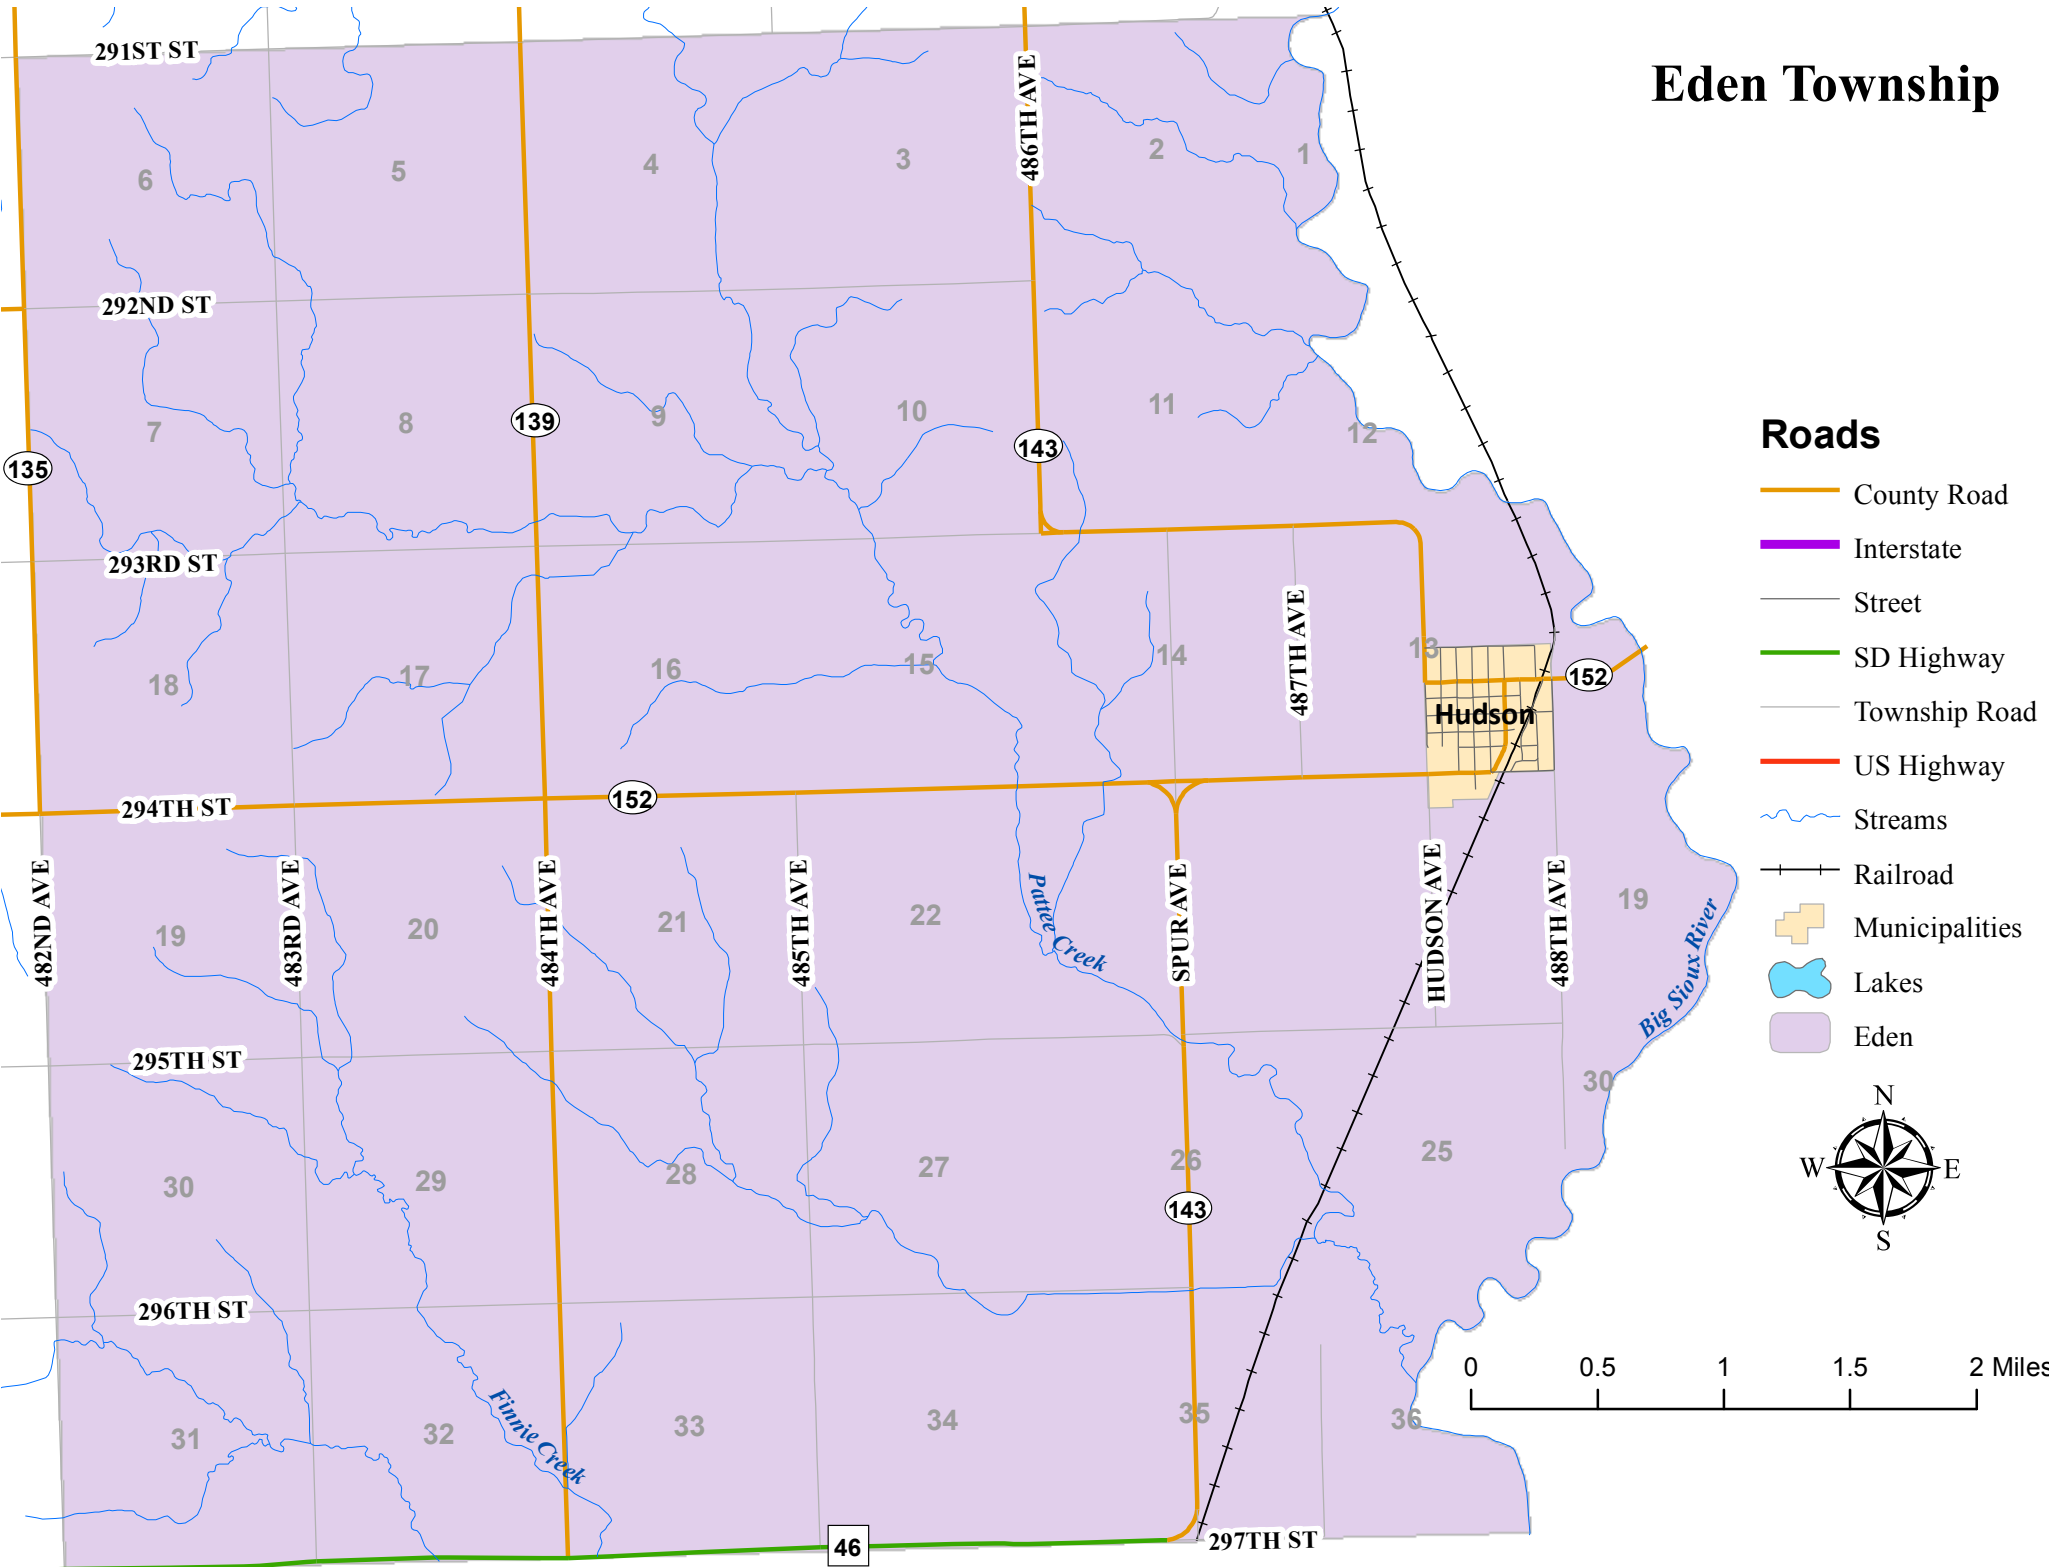 Eden Township
291ST ST
486TH AVE
6
5
4
3
2
1
292ND ST
7
8
139
9
10
143
11
12
135
293RD ST
18
17
16
15
14
487TH AVE
13
152
Hudson
294TH ST
152
482ND AVE
19
483RD AVE
20
484TH AVE
21
485TH AVE
22
Pattee Creek
SPUR AVE
HUDSON AVE
488TH AVE
19
Big Sioux River
295TH ST
30
29
28
27
26
143
25
30
296TH ST
31
32
Finnie Creek
33
34
35
36
46
297TH ST
Roads
County Road
Interstate
Street
SD Highway
Township Road
US Highway
Streams
Railroad
Municipalities
Lakes
Eden
N
W
E
S
0 0.5 1 1.5 2 Miles